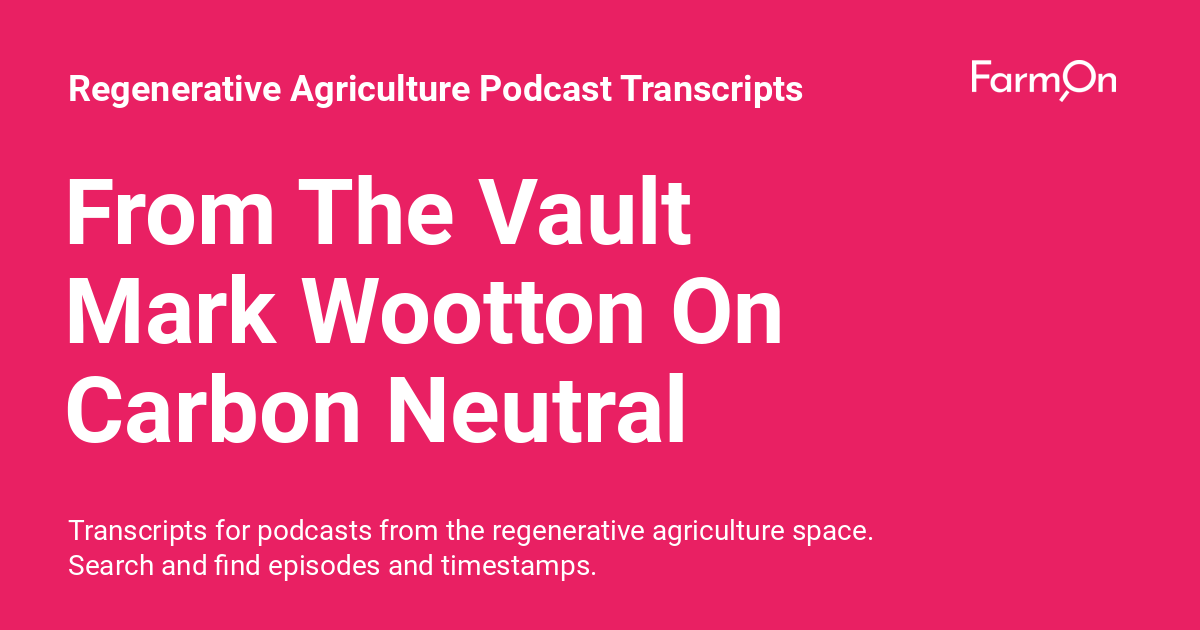 Regenerative Agriculture Podcast Transcripts
FarmOn
From The Vault
Mark Wootton On
Carbon Neutral
Transcripts for podcasts from the regenerative agriculture space.
Search and find episodes and timestamps.